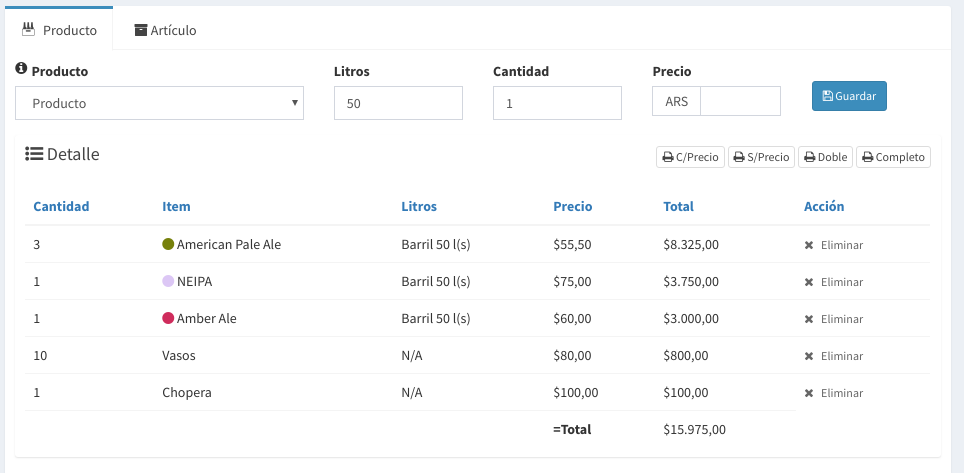 Producto Artículo
Producto Litros Cantidad Precio
Producto 50 1 ARS Guardar
Detalle C/Precio S/Precio Doble Completo
Cantidad Item Litros Precio Total Acción
3 American Pale Ale Barril 50 l(s) $55,50 $8.325,00 Eliminar
1 NEIPA Barril 50 l(s) $75,00 $3.750,00 Eliminar
1 Amber Ale Barril 50 l(s) $60,00 $3.000,00 Eliminar
10 Vasos N/A $80,00 $800,00 Eliminar
1 Chopera N/A $100,00 $100,00 Eliminar
=Total $15.975,00